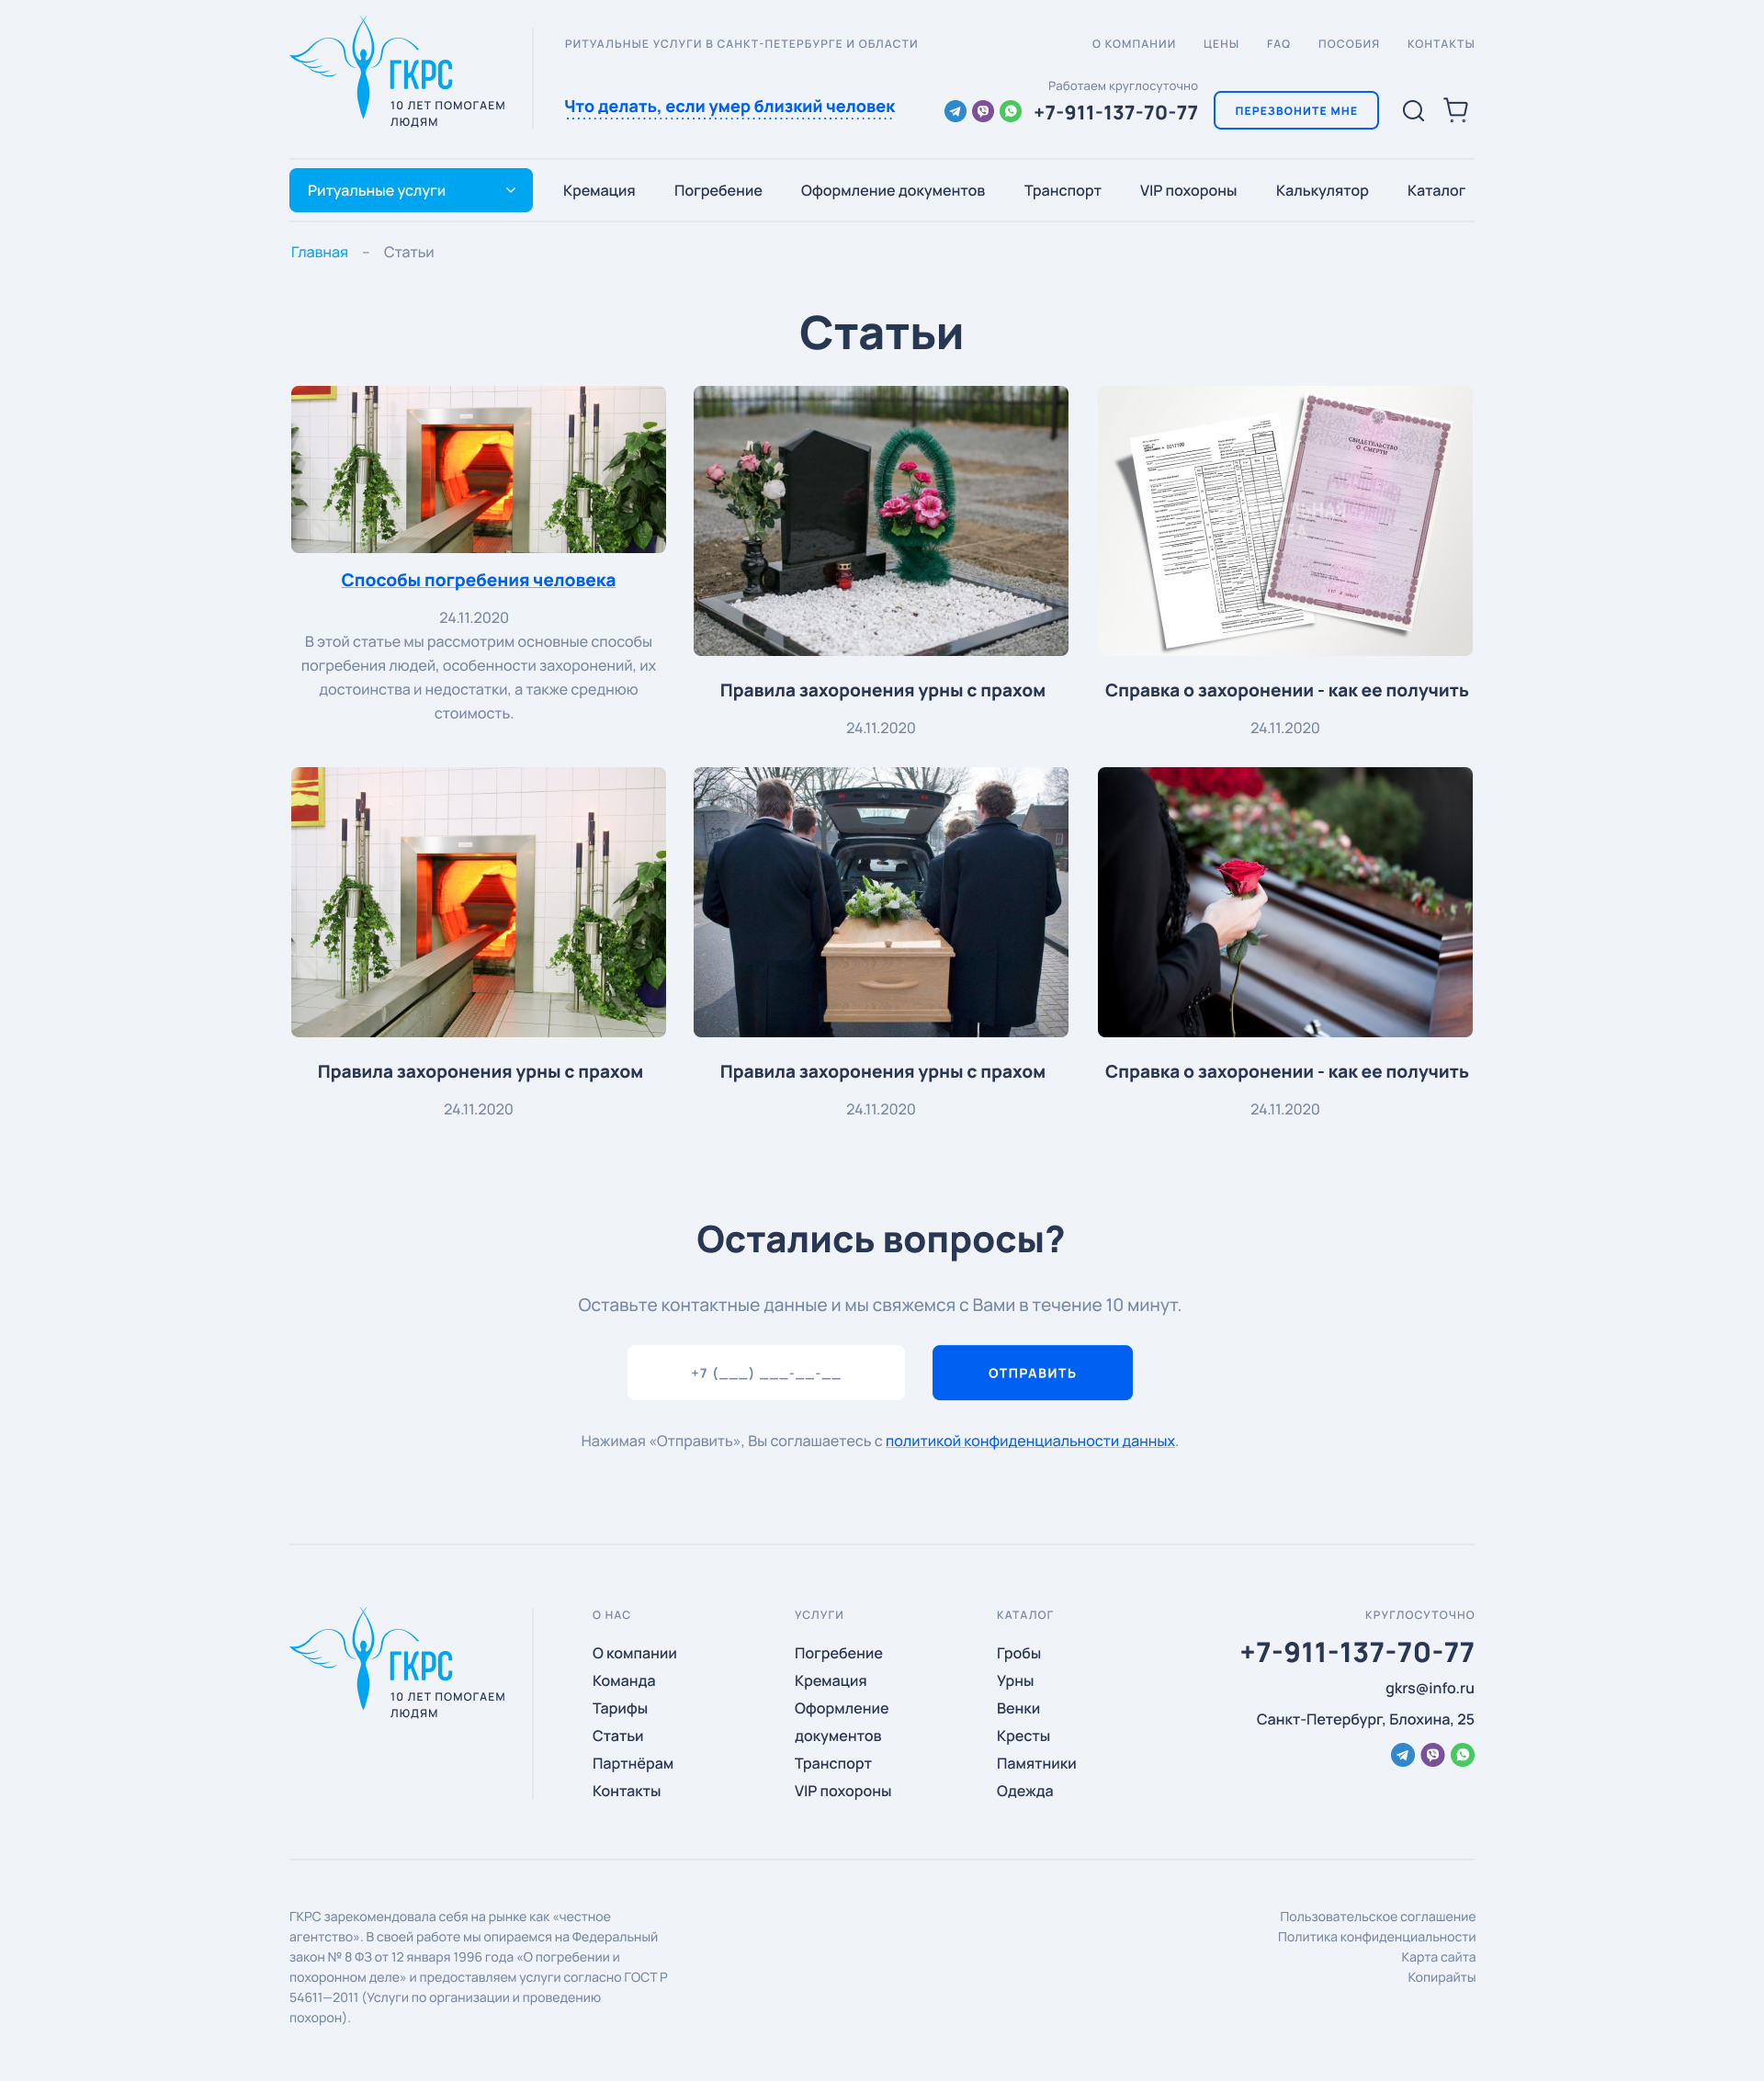 ГКРС
10 ЛЕТ ПОМОГАЕМ
ЛЮДЯМ
РИТУАЛЬНЫЕ УСЛУГИ В САНКТ-ПЕТЕРБУРГЕ И ОБЛАСТИ
О КОМПАНИИ ЦЕНЫ FAQ ПОСОБИЯ КОНТАКТЫ
Что делать, если умер близкий человек
Работаем круглосуточно
+7-911-137-70-77
ПЕРЕЗВОНИТЕ МНЕ
Ритуальные услуги Кремация Погребение Оформление документов Транспорт VIP похороны Калькулятор Каталог
Главная – Статьи
Статьи
СВИДЕТЕЛЬСТВО
О СМЕРТИ
Способы погребения человека
24.11.2020
В этой статье мы рассмотрим основные способы
погребения людей, особенности захоронений, их
достоинства и недостатки, а также среднюю
стоимость.
Правила захоронения урны с прахом
24.11.2020
Справка о захоронении - как ее получить
24.11.2020
Правила захоронения урны с прахом
24.11.2020
Правила захоронения урны с прахом
24.11.2020
Справка о захоронении - как ее получить
24.11.2020
Остались вопросы?
Оставьте контактные данные и мы свяжемся с Вами в течение 10 минут.
+7 (___) ___-__-__
ОТПРАВИТЬ
Нажимая «Отправить», Вы соглашаетесь с политикой конфиденциальности данных.
ГКРС
10 ЛЕТ ПОМОГАЕМ
ЛЮДЯМ
О НАС
О компании
Команда
Тарифы
Статьи
Партнёрам
Контакты
УСЛУГИ
Погребение
Кремация
Оформление
документов
Транспорт
VIP похороны
КАТАЛОГ
Гробы
Урны
Венки
Кресты
Памятники
Одежда
КРУГЛОСУТОЧНО
+7-911-137-70-77
gkrs@info.ru
Санкт-Петербург, Блохина, 25
ГКРС зарекомендовала себя на рынке как «честное
агентство». В своей работе мы опираемся на Федеральный
закон № 8 ФЗ от 12 января 1996 года «О погребении и
похоронном деле» и предоставляем услуги согласно ГОСТ Р
54611—2011 (Услуги по организации и проведению
похорон).
Пользовательское соглашение
Политика конфиденциальности
Карта сайта
Копирайты